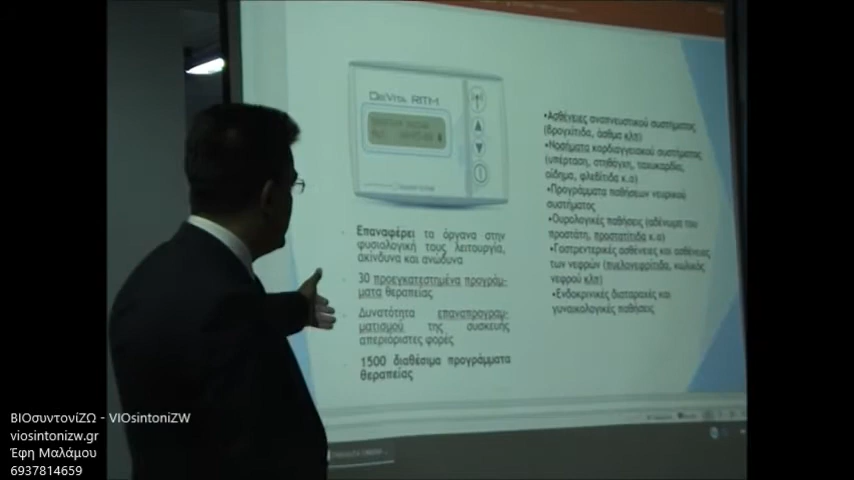 DeVita RITM
Επαναφέρει τα όργανα στην
φυσιολογική τους λειτουργία,
ακίνδυνα και ανώδυνα
30 προεγκατεστημένα προγράμ-
ματα θεραπείας
Δυνατότητα επαναπρογραμ-
ματισμού της συσκευής
απεριόριστες φορές
1500 διαθέσιμα προγράμματα
θεραπείας
•Ασθένειες αναπνευστικού συστήματος
(βρογχίτιδα, άσθμα κλπ)
•Νοσήματα καρδιαγγειακού συστήματος
(υπέρταση, στηθάγχη, ταχυκαρδία,
οίδημα, φλεβίτιδα κ.α)
•Προγράμματα παθήσεων νευρικού
συστήματος
•Ουρολογικές παθήσεις (αδένωμα του
προστάτη, προστατίτιδα κ.α)
•Γαστρεντερικές ασθένειες και ασθένειες
των νεφρών (πυελονεφρίτιδα, κωλικός
νεφρού κλπ)
•Ενδοκρινικές διαταραχές και
γυναικολογικές παθήσεις
ΒΙΟσυντονίΖΩ - VIOsintoniZW
viosintonizw.gr
Έφη Μαλάμου
6937814659